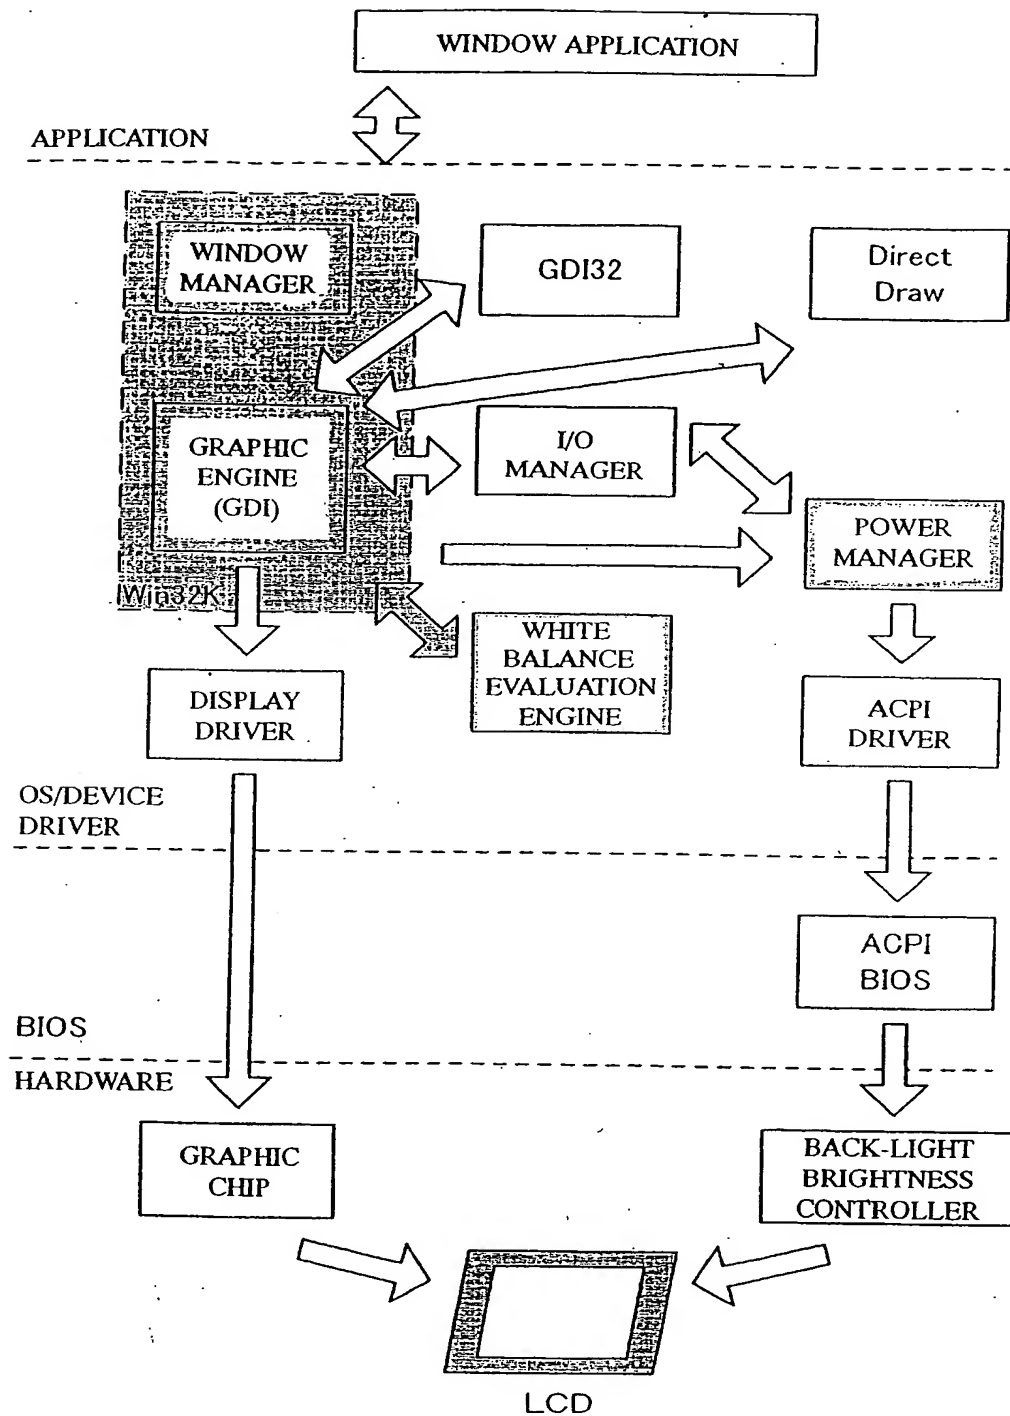 WINDOW APPLICATION
APPLICATION
WINDOW
MANAGER
GDI32
Direct
Draw
GRAPHIC
ENGINE
(GDI)
I/O
MANAGER
POWER
MANAGER
Win32K
WHITE
BALANCE
EVALUATION
ENGINE
DISPLAY
DRIVER
ACPI
DRIVER
OS/DEVICE
DRIVER
ACPI
BIOS
BIOS
HARDWARE
GRAPHIC
CHIP
BACK-LIGHT
BRIGHTNESS
CONTROLLER
LCD